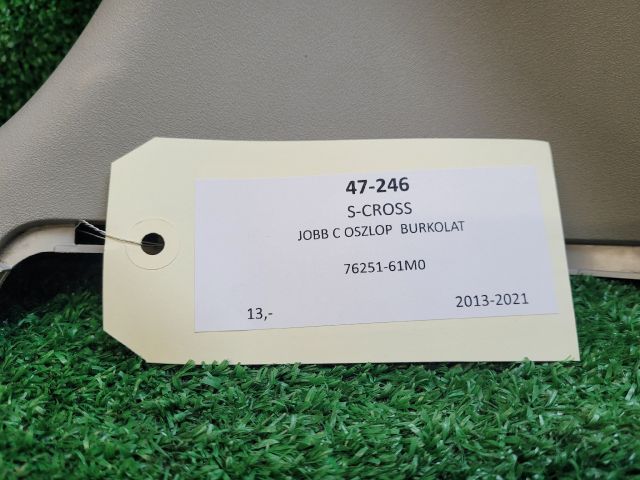 47-246
S-CROSS
JOBB C OSZLOP BURKOLAT
76251-61M0
13,- 2013-2021